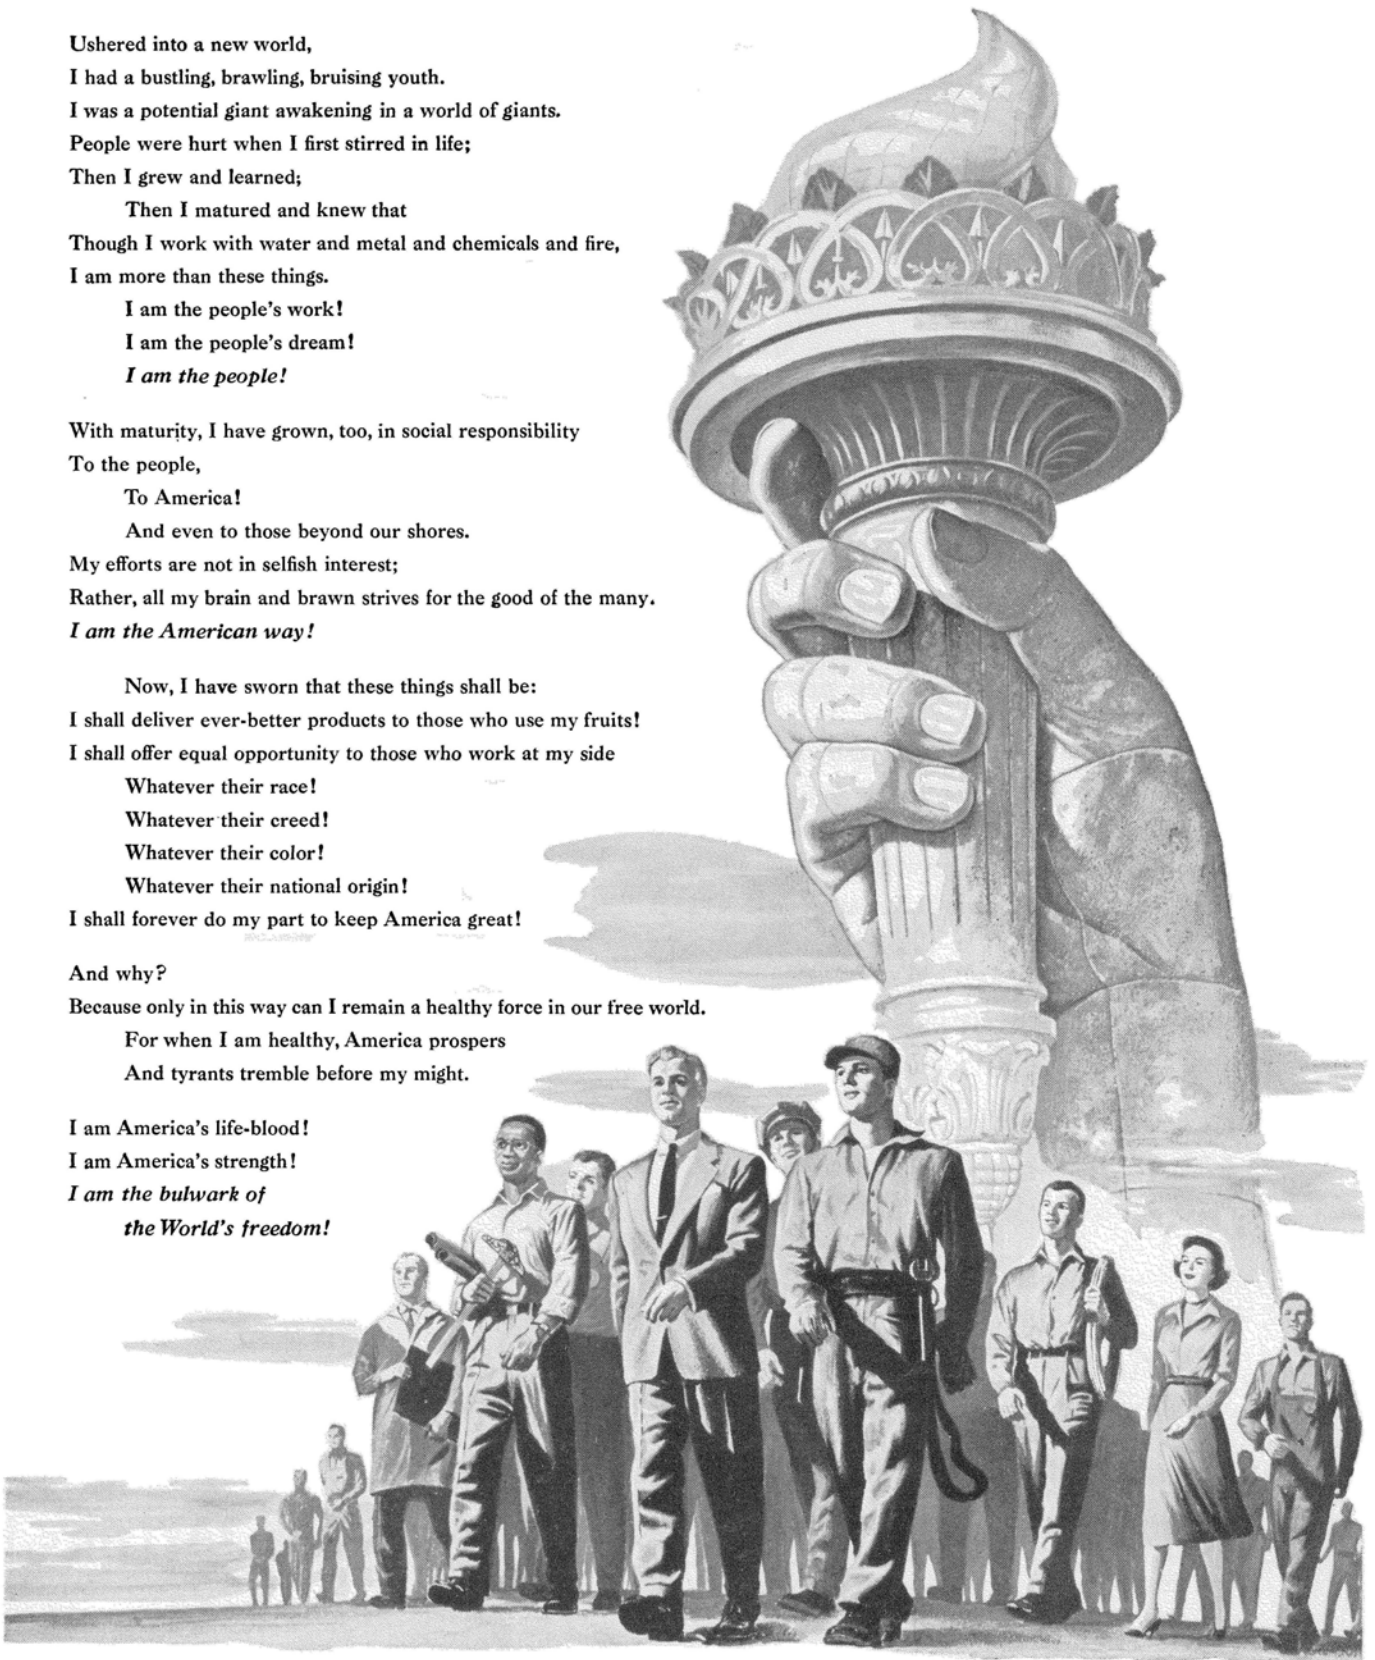 Ushered into a new world,
I had a bustling, brawling, bruising youth.
I was a potential giant awakening in a world of giants.
People were hurt when I first stirred in life;
Then I grew and learned;
Then I matured and knew that
Though I work with water and metal and chemicals and fire,
I am more than these things.
I am the people's work!
I am the people's dream!
I am the people!
With maturity, I have grown, too, in social responsibility
To the people,
To America!
And even to those beyond our shores.
My efforts are not in selfish interest;
Rather, all my brain and brawn strives for the good of the many.
I am the American way!
Now, I have sworn that these things shall be:
I shall deliver ever-better products to those who use my fruits!
I shall offer equal opportunity to those who work at my side
Whatever their race!
Whatever their creed!
Whatever their color!
Whatever their national origin!
I shall forever do my part to keep America great!
And why?
Because only in this way can I remain a healthy force in our free world.
For when I am healthy, America prospers
And tyrants tremble before my might.
I am America's life-blood!
I am America's strength!
I am the bulwark of
the World's freedom!